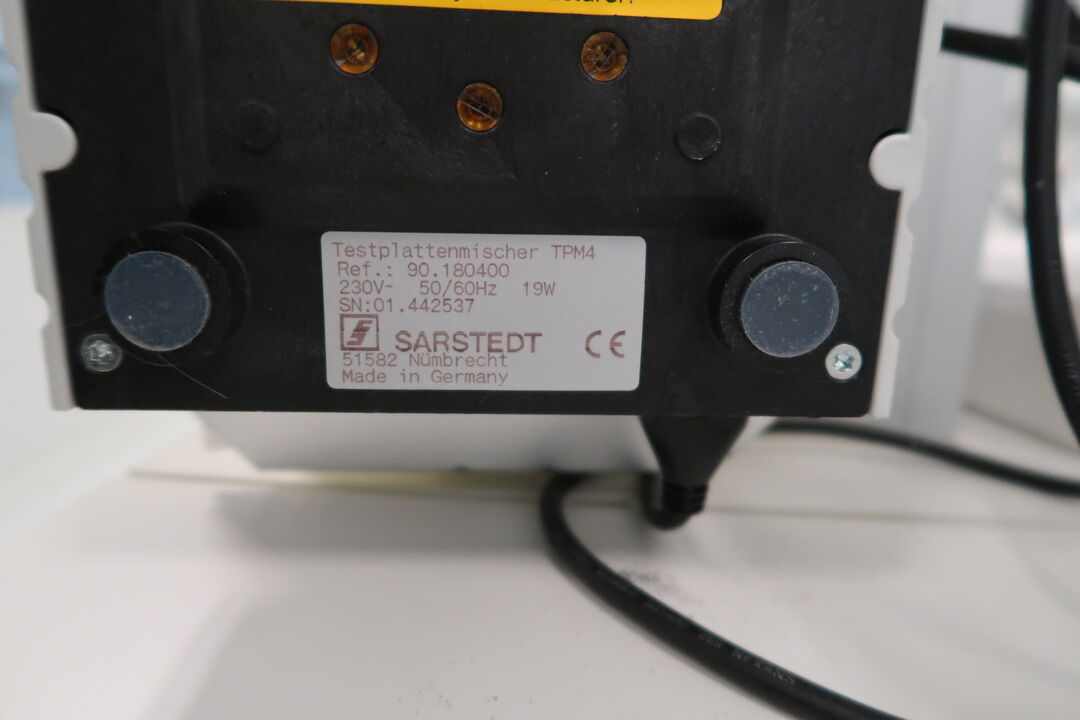 Testplattenmischer TPM4
Ref.: 90.180400
230V~ 50/60Hz 19W
SN:01.442537
SARSTEDT CE
51582 Nümbrecht
Made in Germany